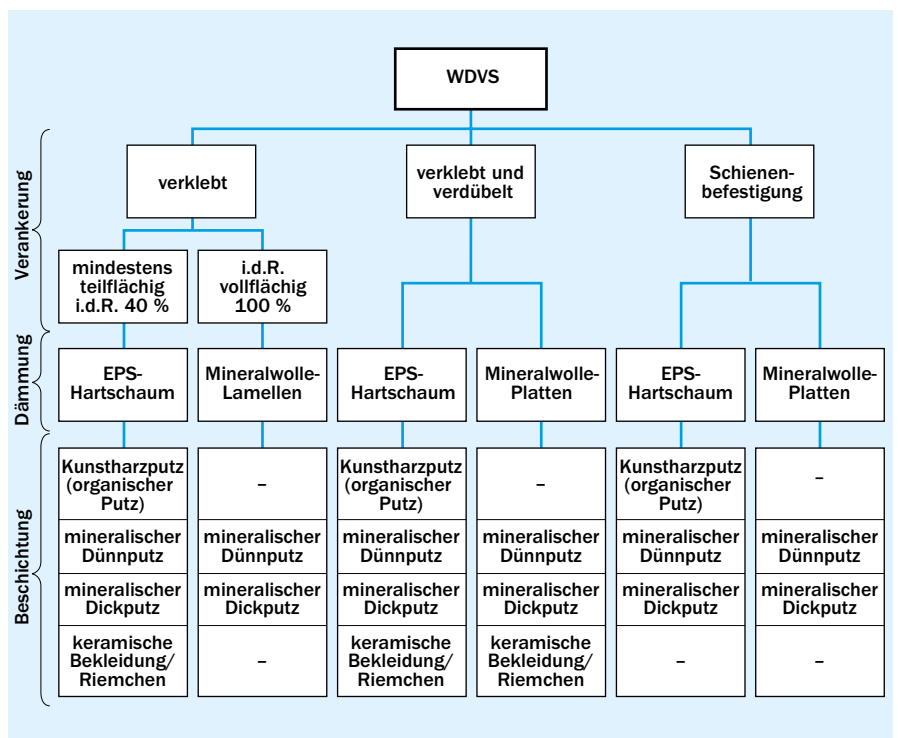 WDVS
Verankerung
verklebt
verklebt und
verdübelt
Schienen-
befestigung
mindestens
teilflächig
i.d.R. 40 %
i.d.R.
vollflächig
100 %
Dämmung
EPS-
Hartschaum
Mineralwolle-
Lamellen
EPS-
Hartschaum
Mineralwolle-
Platten
EPS-
Hartschaum
Mineralwolle-
Platten
Beschichtung
Kunstharzputz
(organischer
Putz)
–
Kunstharzputz
(organischer
Putz)
–
Kunstharzputz
(organischer
Putz)
–
mineralischer
Dünnputz
mineralischer
Dünnputz
mineralischer
Dünnputz
mineralischer
Dünnputz
mineralischer
Dünnputz
mineralischer
Dünnputz
mineralischer
Dickputz
mineralischer
Dickputz
mineralischer
Dickputz
mineralischer
Dickputz
mineralischer
Dickputz
mineralischer
Dickputz
keramische
Bekleidung/
Riemchen
–
keramische
Bekleidung/
Riemchen
keramische
Bekleidung/
Riemchen
–
–